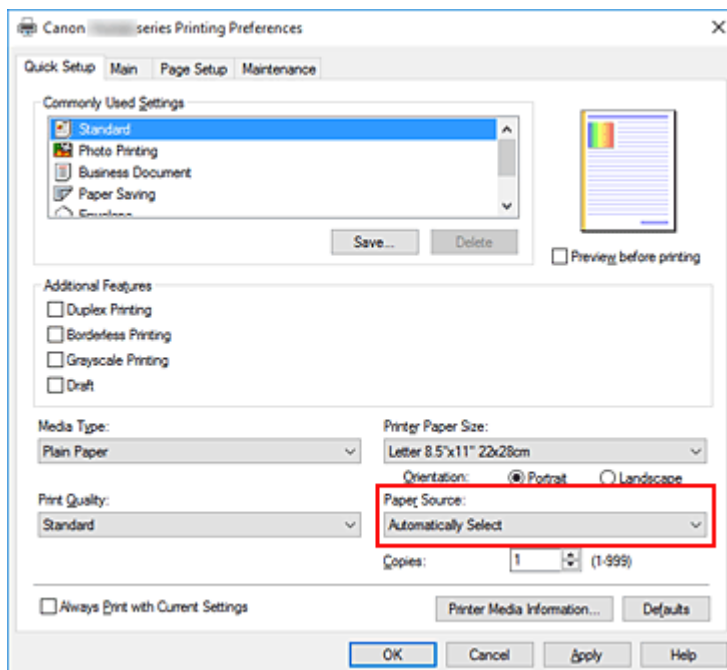 Canon series Printing Preferences
Quick Setup Main Page Setup Maintenance
Commonly Used Settings
Standard
Photo Printing
Business Document
Paper Saving
Envelope
Save... Delete
Preview before printing
Additional Features
Duplex Printing
Borderless Printing
Grayscale Printing
Draft
Media Type: Printer Paper Size:
Plain Paper Letter 8.5"x11" 22x28cm
Orientation: Portrait Landscape
Print Quality: Paper Source:
Standard Automatically Select
Copies: 1 (1-999)
Always Print with Current Settings Printer Media Information... Defaults
OK Cancel Apply Help